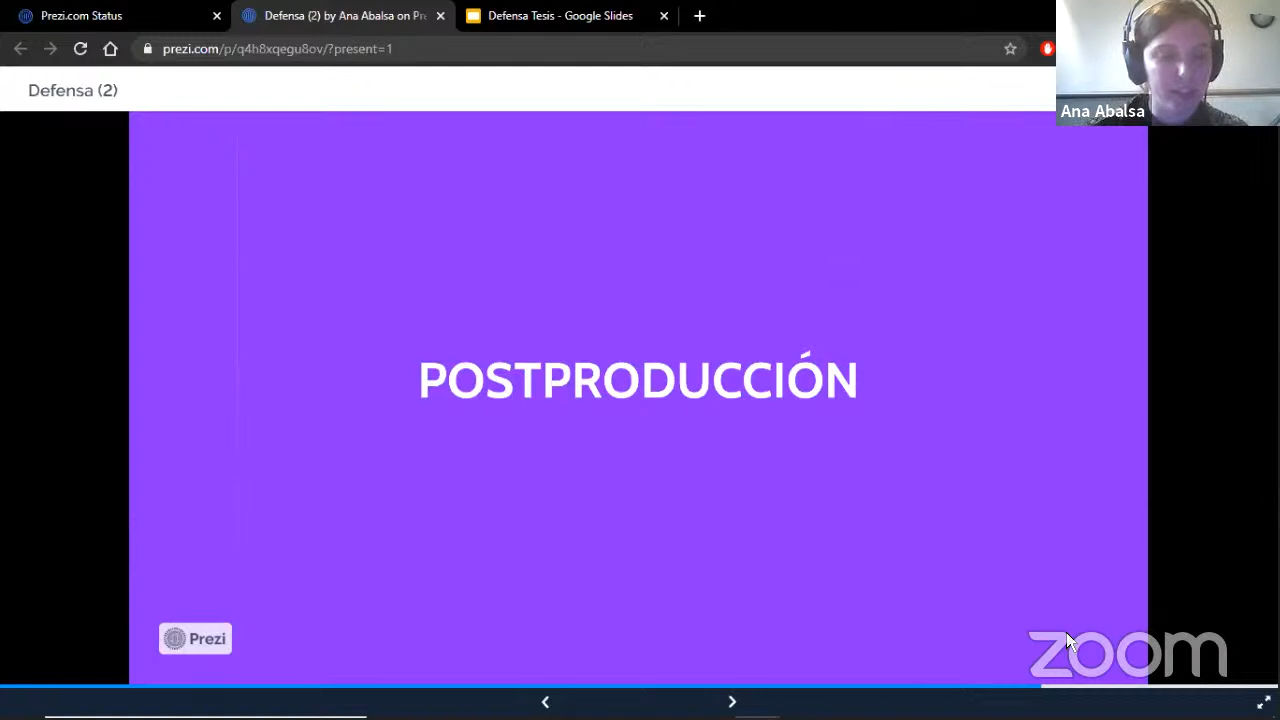 Prezi.com Status
Defensa (2) by Ana Abalsa on Pre
Defensa Tesis - Google Slides
prezi.com/p/q4h8xqegu8ov/?present=1
Defensa (2)
Ana Abalsa
POSTPRODUCCIÓN
Prezi
zoom